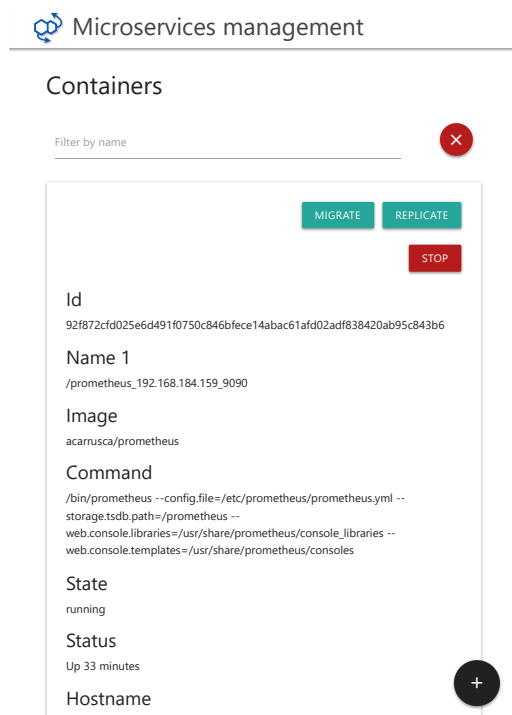 Microservices management
Containers
Filter by name
MIGRATE REPLICATE
STOP
Id
92f872cfd025e6d491f0750c846bfece14abac61afd02adf838420ab95c843b6
Name 1
/prometheus_192.168.184.159_9090
Image
acarrusca/prometheus
Command
/bin/prometheus --config.file=/etc/prometheus/prometheus.yml --
storage.tsdb.path=/prometheus --
web.console.libraries=/usr/share/prometheus/console_libraries --
web.console.templates=/usr/share/prometheus/consoles
State
running
Status
Up 33 minutes
Hostname